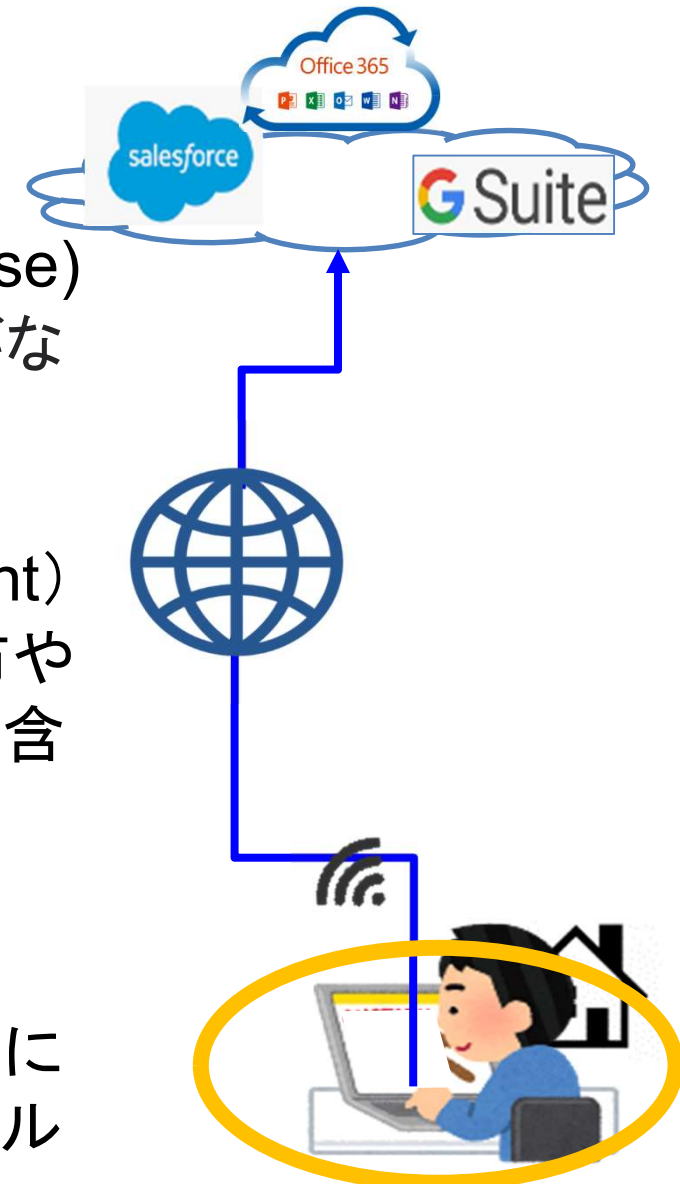 Office 365
salesforce
G Suite
se)
な
nt）
や
含
に
ル